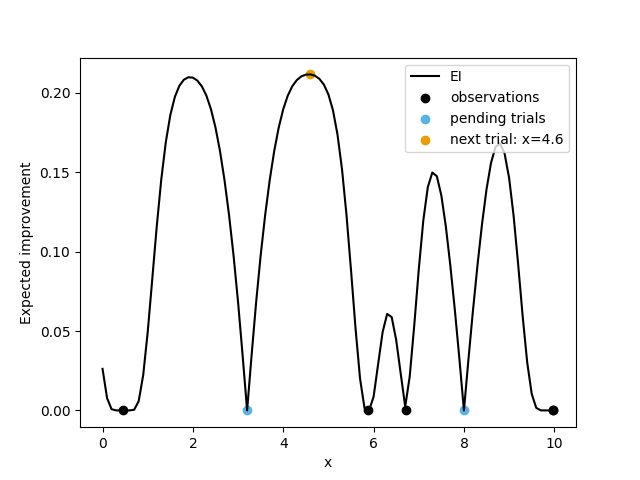 EI
observations
pending trials
next trial: x=4.6
Expected improvement
0.20
0.15
0.10
0.05
0.00
0 2 4 6 8 10
x